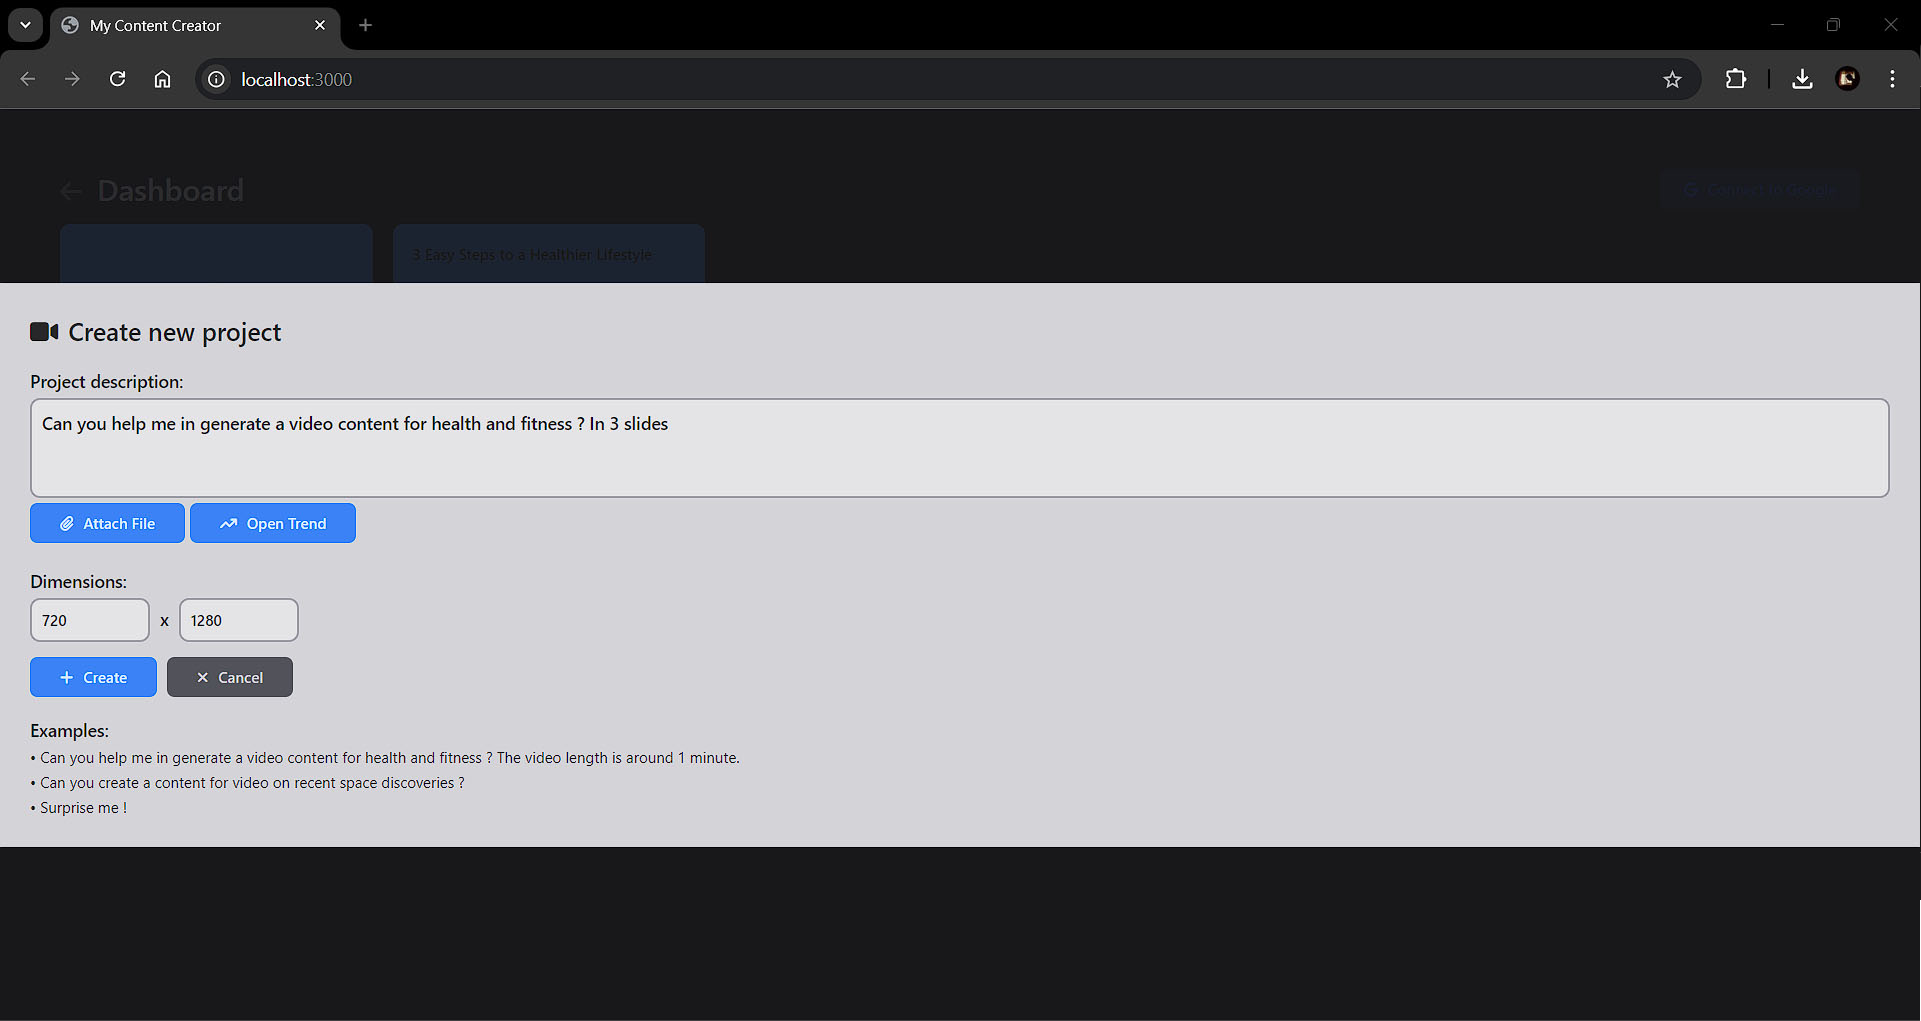 My Content Creator
localhost:3000
Dashboard
Connect to Google
3 Easy Steps to a Healthier Lifestyle
Create new project
Project description:
Can you help me in generate a video content for health and fitness ? In 3 slides
Attach File
Open Trend
Dimensions:
720 x 1280
+ Create
× Cancel
Examples:
• Can you help me in generate a video content for health and fitness ? The video length is around 1 minute.
• Can you create a content for video on recent space discoveries ?
• Surprise me !